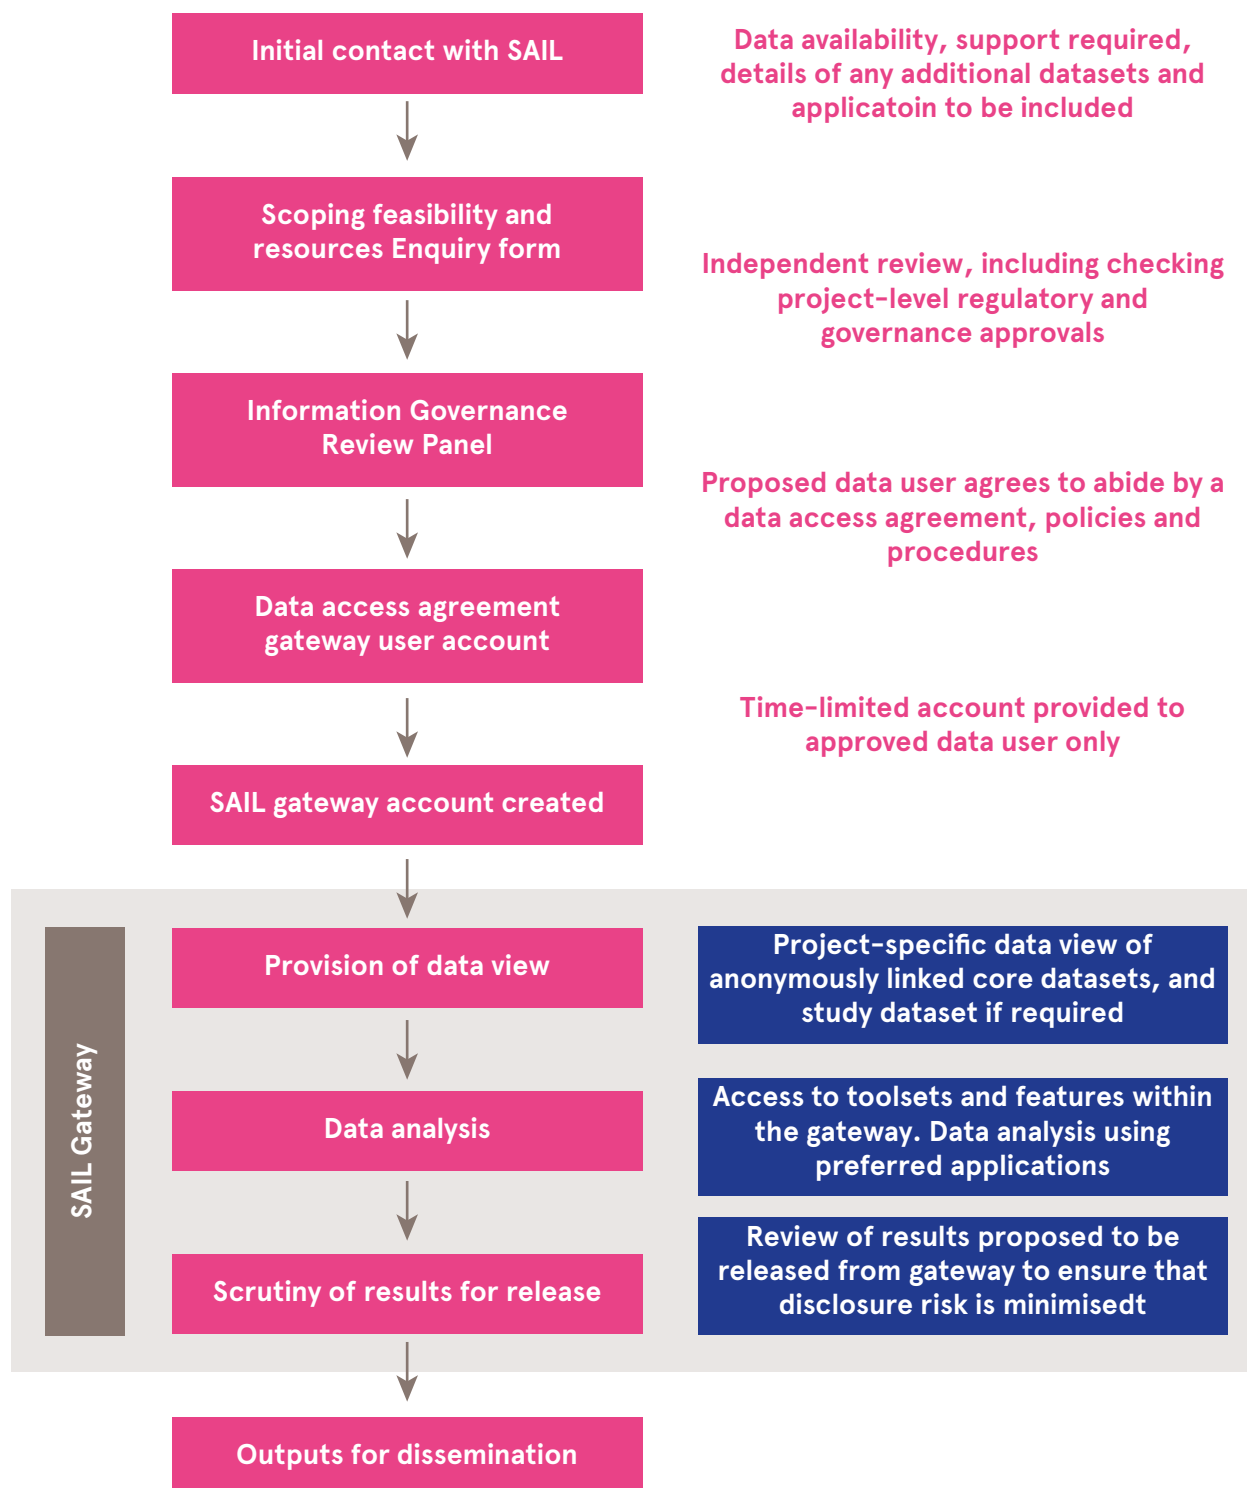 Initial contact with SAIL
Data availability, support required,
details of any additional datasets and
applicatoin to be included
Scoping feasibility and
resources Enquiry form
Independent review, including checking
project-level regulatory and
governance approvals
Information Governance
Review Panel
Proposed data user agrees to abide by a
data access agreement, policies and
procedures
Data access agreement
gateway user account
Time-limited account provided to
approved data user only
SAIL gateway account created
SAIL Gateway
Provision of data view
Project-specific data view of
anonymously linked core datasets, and
study dataset if required
Data analysis
Access to toolsets and features within
the gateway. Data analysis using
preferred applications
Scrutiny of results for release
Review of results proposed to be
released from gateway to ensure that
disclosure risk is minimisedt
Outputs for dissemination